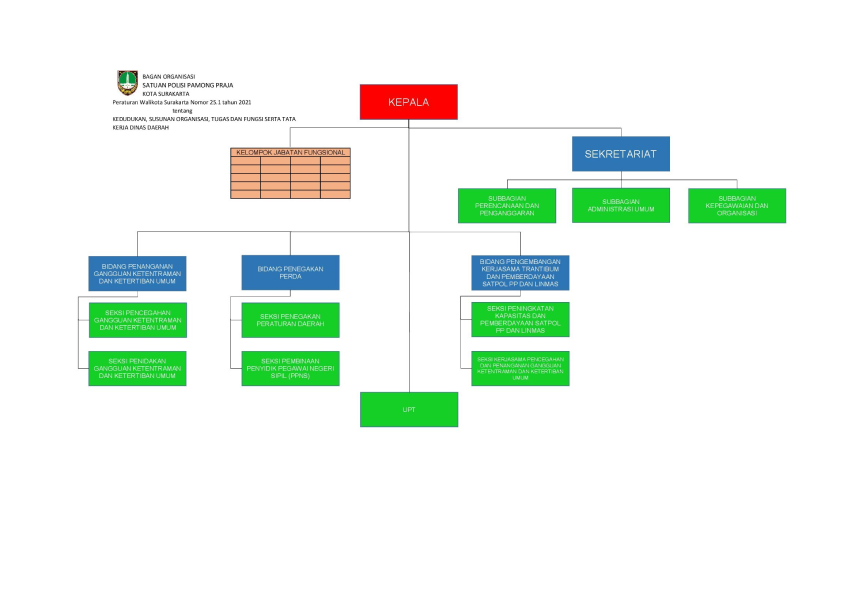 BAGAN ORGANISASI
SATUAN POLISI PAMONG PRAJA
KOTA SURAKARTA
Peraturan Walikota Surakarta Nomor 25.1 tahun 2021
tentang
KEDUDUKAN, SUSUNAN ORGANISASI, TUGAS DAN FUNGSI SERTA TATA
KERJA DINAS DAERAH
KEPALA
KELOMPOK JABATAN FUNGSIONAL
SEKRETARIAT
SUBBAGIAN
PERENCANAAN DAN
PENGANGGARAN
SUBBAGIAN
ADMINISTRASI UMUM
SUBBAGIAN
KEPEGAWAIAN DAN
ORGANISASI
BIDANG PENANGANAN
GANGGUAN KETENTRAMAN
DAN KETERTIBAN UMUM
BIDANG PENEGAKAN
PERDA
BIDANG PENGEMBANGAN
KERJASAMA TRANTIBUM
DAN PEMBERDAYAAN
SATPOL PP DAN LINMAS
SEKSI PENCEGAHAN
GANGGUAN KETENTRAMAN
DAN KETERTIBAN UMUM
SEKSI PENEGAKAN
PERATURAN DAERAH
SEKSI PENINGKATAN
KAPASITAS DAN
PEMBERDAYAAN SATPOL
PP DAN LINMAS
SEKSI PENIDAKAN
GANGGUAN KETENTRAMAN
DAN KETERTIBAN UMUM
SEKSI PEMBINAAN
PENYIDIK PEGAWAI NEGERI
SIPIL (PPNS)
SEKSI KERJASAMA PENCEGAHAN
DAN PENANGANAN GANGGUAN
KETENTRAMAN DAN KETERTIBAN
UMUM
UPT